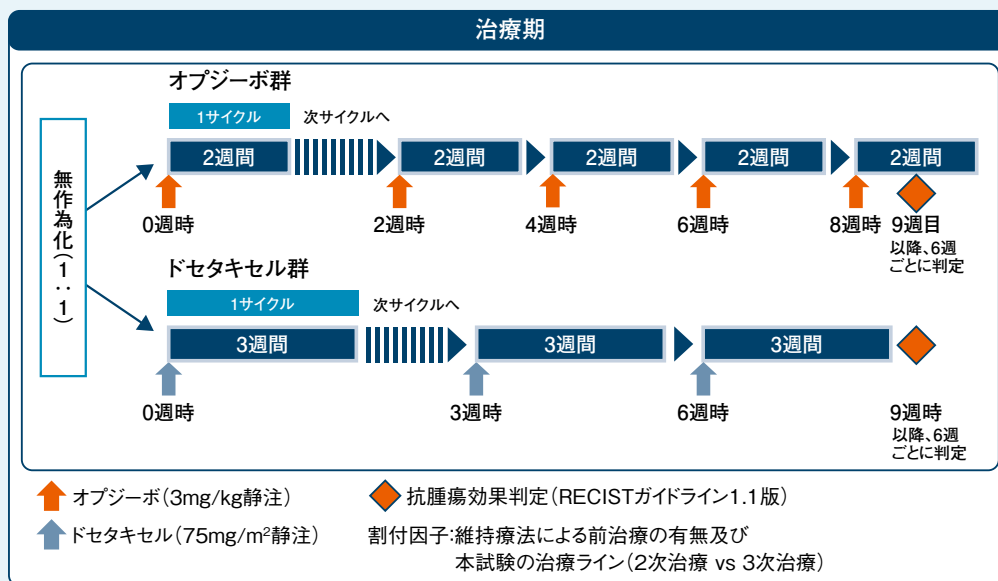 治療期
オプジーボ群
1サイクル 次サイクルへ
2週間 2週間 2週間 2週間 2週間
0週時 2週時 4週時 6週時 8週時 9週目
以降、6週
ごとに判定
無作為化(1:1)
ドセタキセル群
1サイクル 次サイクルへ
3週間 3週間 3週間
0週時 3週時 6週時 9週時
以降、6週
ごとに判定
オプジーボ(3mg/kg静注)
ドセタキセル(75mg/m²静注)
抗腫瘍効果判定(RECISTガイドライン1.1版)
割付因子:維持療法による前治療の有無及び
本試験の治療ライン(2次治療 vs 3次治療)